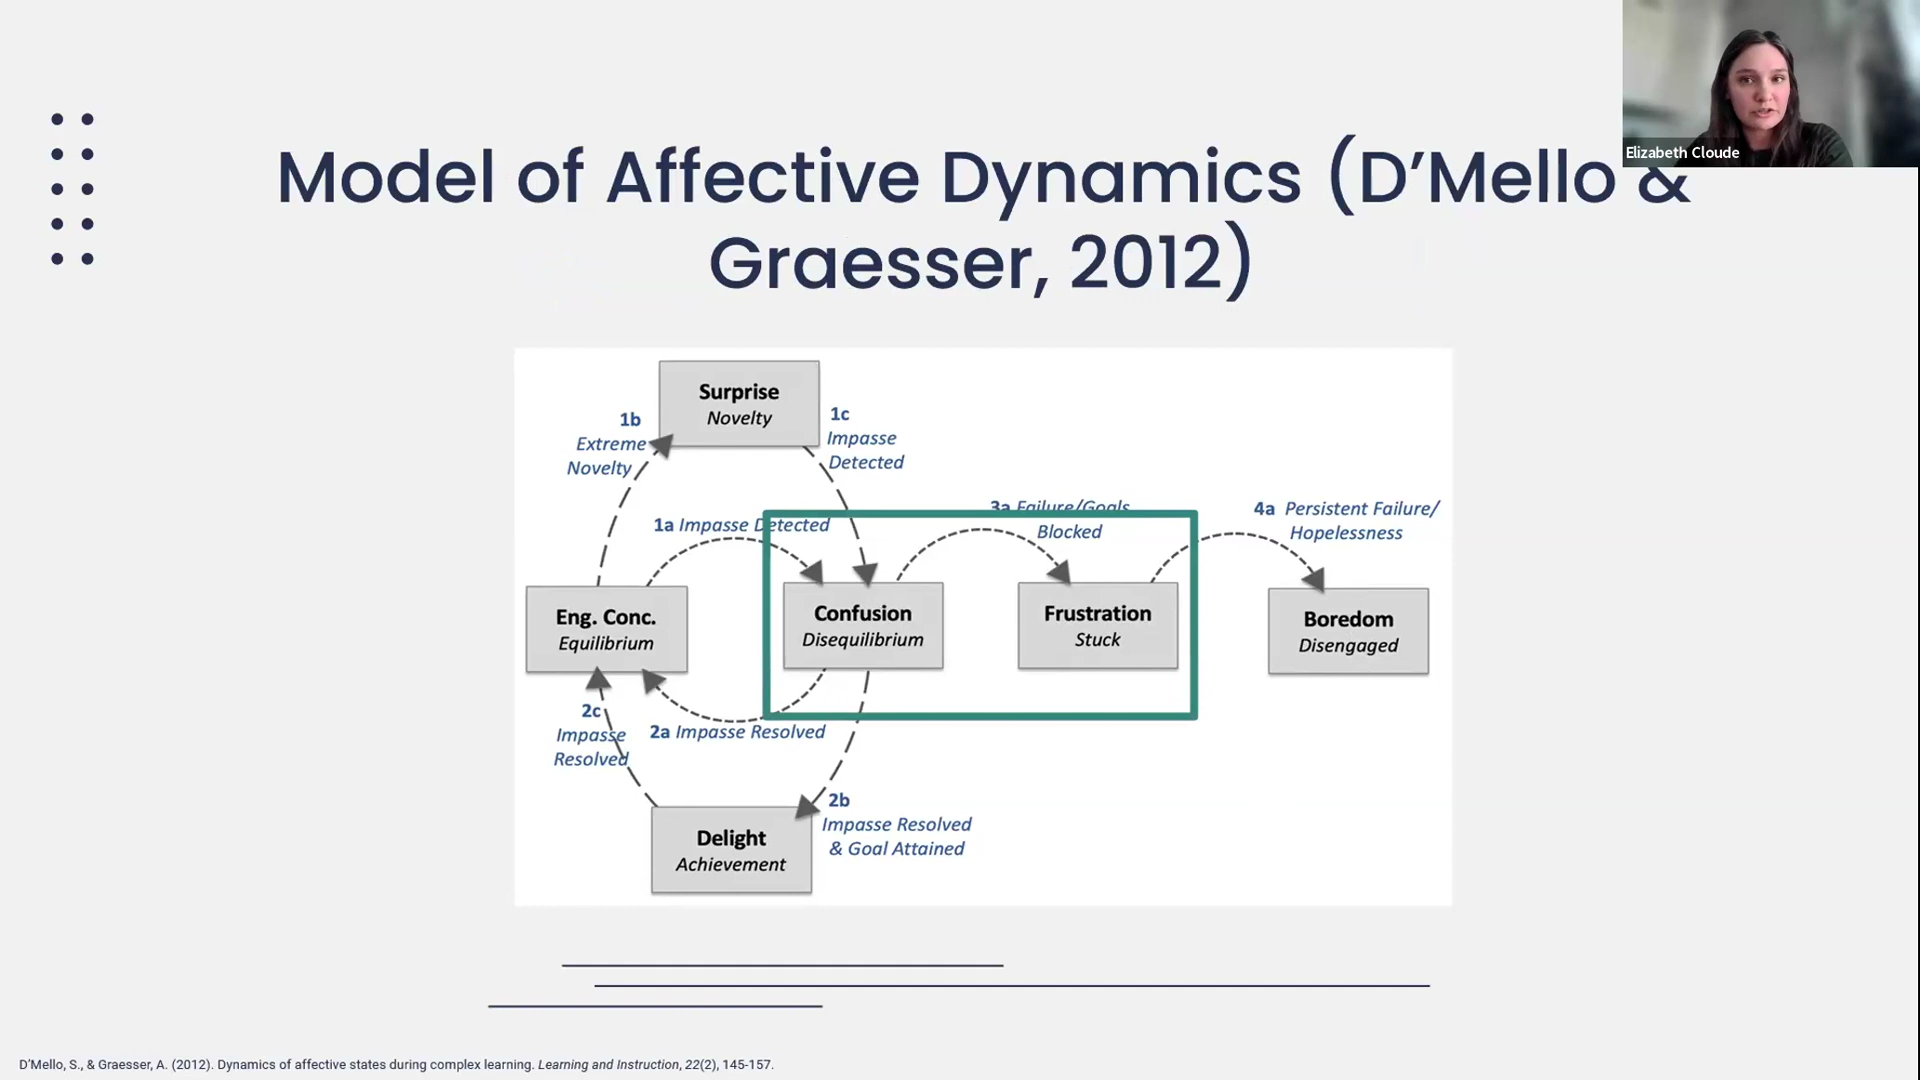 Elizabeth Cloude
Model of Affective Dynamics (D’Mello &
Graesser, 2012)
Surprise
Novelty
1b
Extreme
Novelty
1c
Impasse
Detected
1a Impasse Detected
3a Failure/Goals
Blocked
4a Persistent Failure/
Hopelessness
Eng. Conc.
Equilibrium
Confusion
Disequilibrium
Frustration
Stuck
Boredom
Disengaged
2c
Impasse
Resolved
2a Impasse Resolved
2b
Impasse Resolved
& Goal Attained
Delight
Achievement
D’Mello, S., & Graesser, A. (2012). Dynamics of affective states during complex learning. Learning and Instruction, 22(2), 145-157.